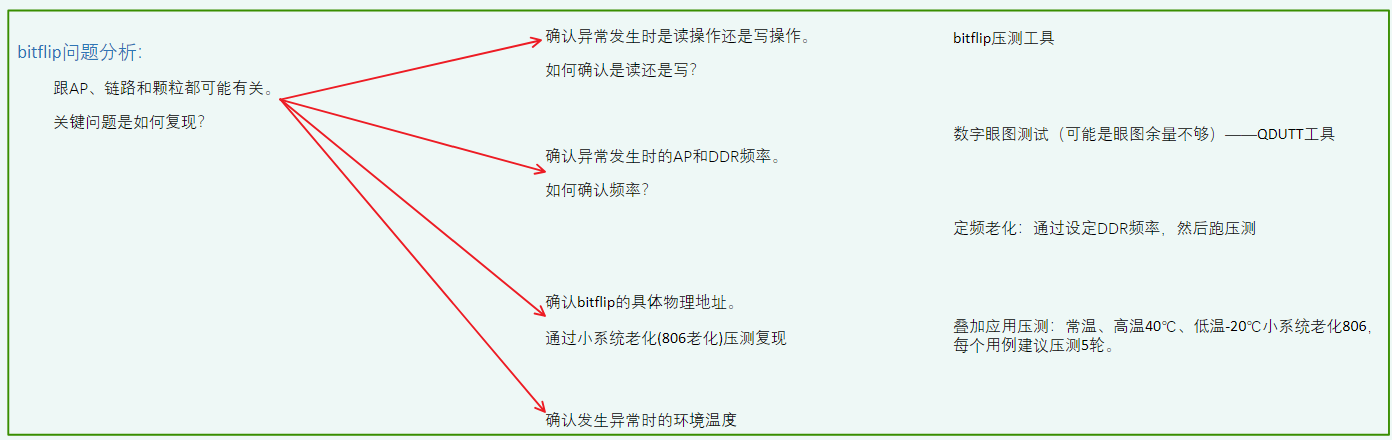 bitflip问题分析：
跟AP、链路和颗粒都可能有关。
关键问题是如何复现？
确认异常发生时是读操作还是写操作。
如何确认是读还是写？
确认异常发生时的AP和DDR频率。
如何确认频率？
确认bitflip的具体物理地址。
通过小系统老化(806老化)压测复现
确认发生异常时的环境温度
bitflip压测工具
数字眼图测试（可能是眼图余量不够）——QDUTT工具
定频老化：通过设定DDR频率，然后跑压测
叠加应用压测：常温、高温40℃、低温-20℃小系统老化806，
每个用例建议压测5轮。